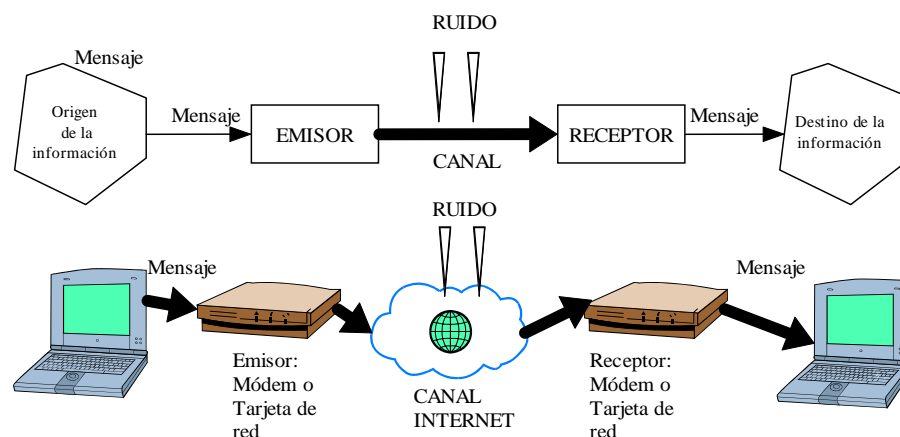 RUIDO
Mensaje
Origen
de la
información
Mensaje
EMISOR
CANAL
RECEPTOR
Mensaje
Destino de la
información
RUIDO
Mensaje
Mensaje
Emisor:
Módem o
Tarjeta de
red
CANAL
INTERNET
Receptor:
Módem o
Tarjeta de
red